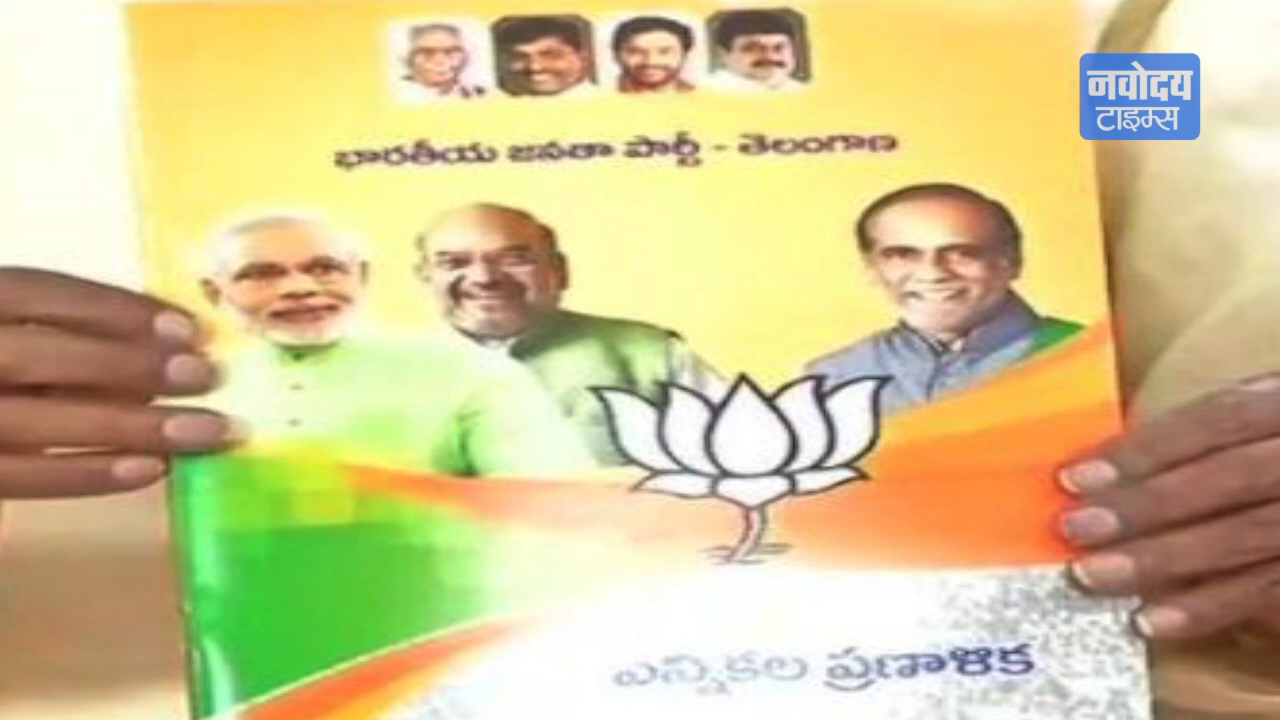 नवोदय
टाइम्स
భారతీయ జనతా పార్టీ - తెలంగాణ
ఎన్నికల ప్రణాళిక